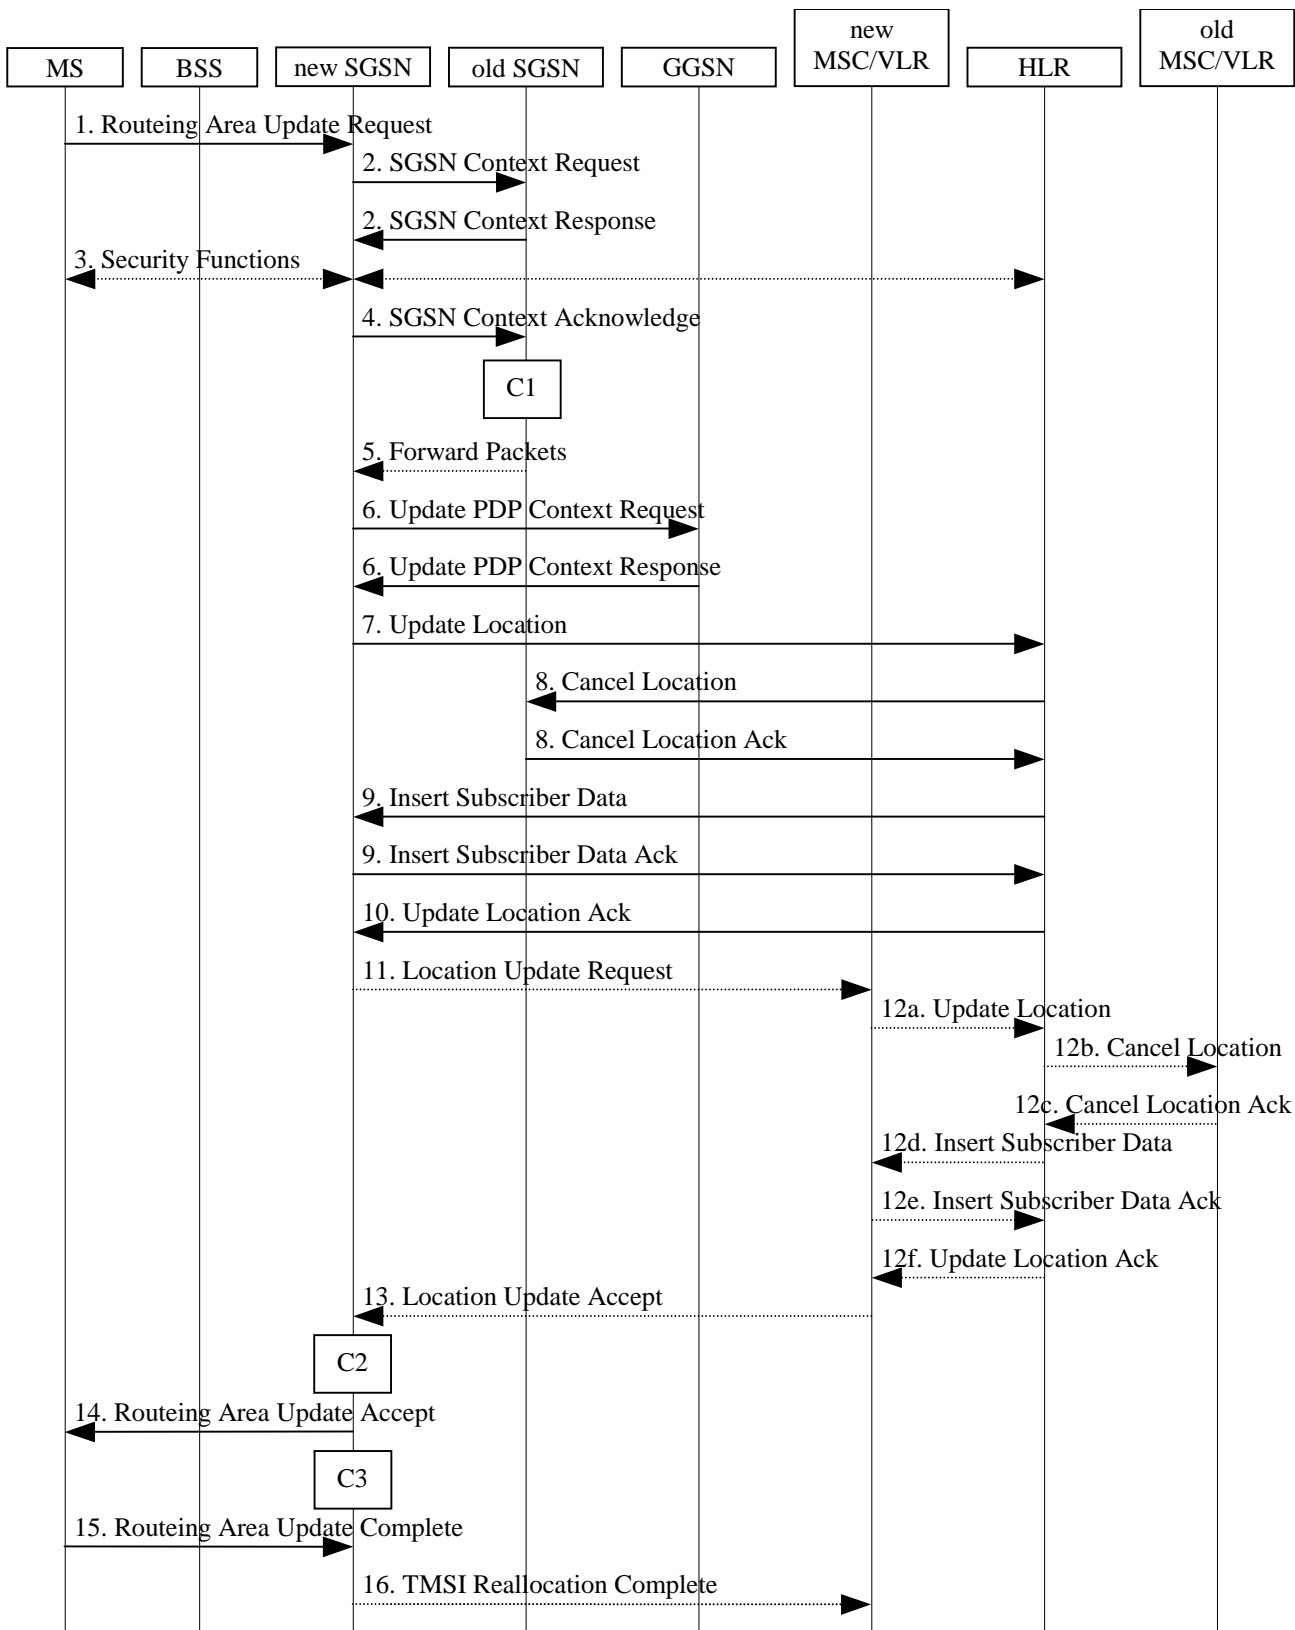 new
MSC/VLR
old
MSC/VLR
MS
BSS
new SGSN
old SGSN
GGSN
HLR
1. Routeing Area Update Request
2. SGSN Context Request
2. SGSN Context Response
3. Security Functions
4. SGSN Context Acknowledge
C1
5. Forward Packets
6. Update PDP Context Request
6. Update PDP Context Response
7. Update Location
8. Cancel Location
8. Cancel Location Ack
9. Insert Subscriber Data
9. Insert Subscriber Data Ack
10. Update Location Ack
11. Location Update Request
12a. Update Location
12b. Cancel Location
12c. Cancel Location Ack
12d. Insert Subscriber Data
12e. Insert Subscriber Data Ack
12f. Update Location Ack
13. Location Update Accept
C2
14. Routeing Area Update Accept
C3
15. Routeing Area Update Complete
16. TMSI Reallocation Complete